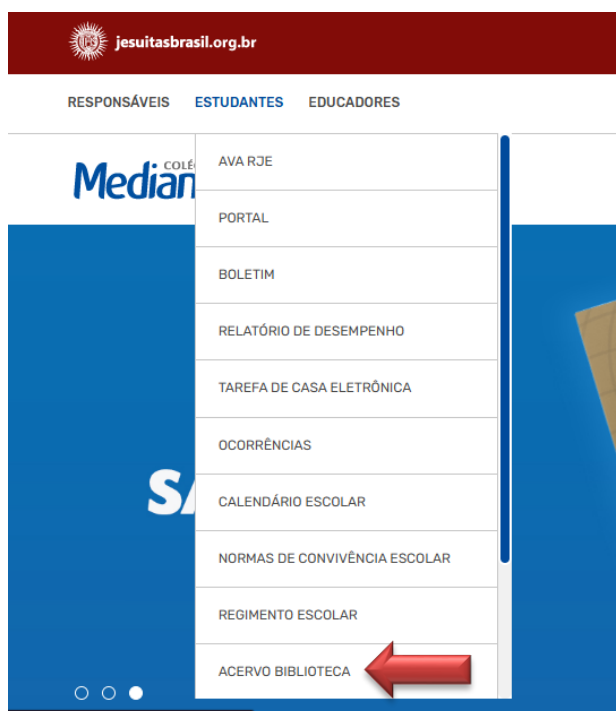 jesuitasbrasil.org.br
RESPONSÁVEIS ESTUDANTES EDUCADORES
AVA RJE
PORTAL
BOLETIM
RELATÓRIO DE DESEMPENHO
TAREFA DE CASA ELETRÔNICA
OCORRÊNCIAS
CALENDÁRIO ESCOLAR
NORMAS DE CONVIVÊNCIA ESCOLAR
REGIMENTO ESCOLAR
ACERVO BIBLIOTECA